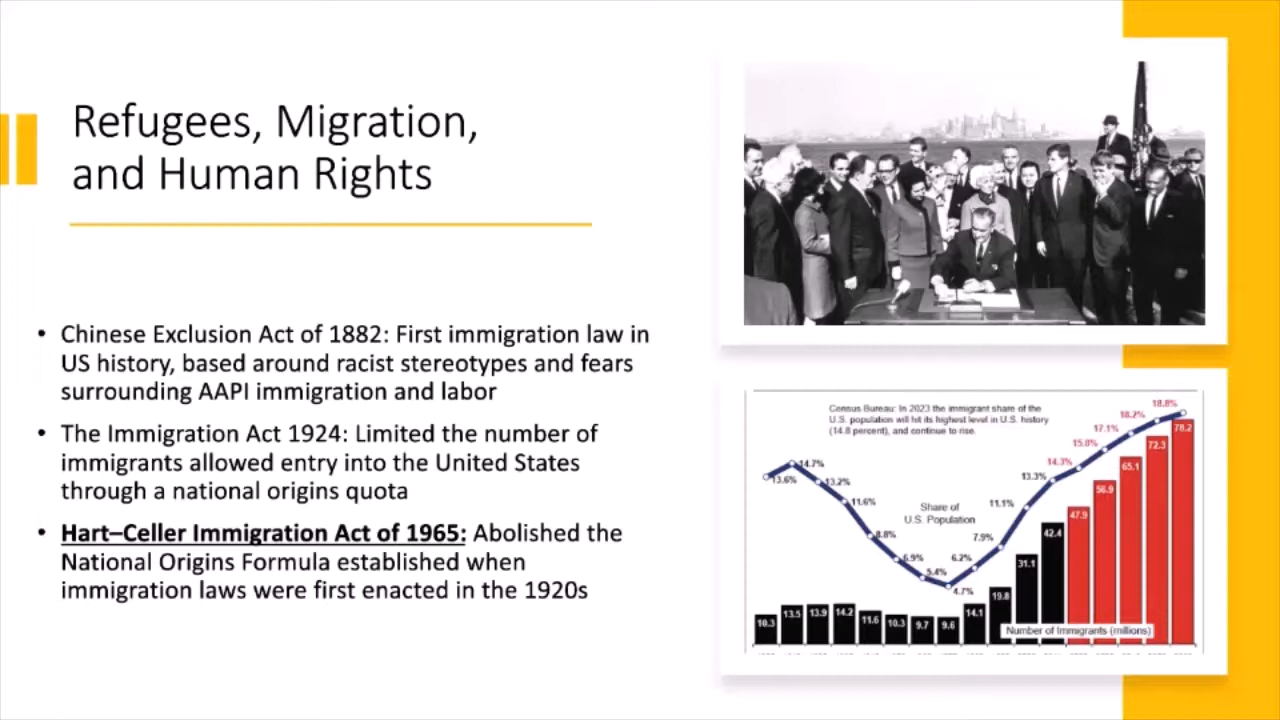 Refugees, Migration,
and Human Rights
• Chinese Exclusion Act of 1882: First immigration law in
US history, based around racist stereotypes and fears
surrounding AAPI immigration and labor
• The Immigration Act 1924: Limited the number of
immigrants allowed entry into the United States
through a national origins quota
• Hart–Celler Immigration Act of 1965: Abolished the
National Origins Formula established when
immigration laws were first enacted in the 1920s
Census Bureau: In 2023 the immigrant share of the
U.S. population will hit its highest level in U.S. history
(14.8 percent), and continue to rise.
13.6%
14.7%
13.2%
11.6%
8.8%
6.9%
5.4%
4.7%
6.2%
7.9%
11.1%
13.3%
14.3%
15.8%
17.1%
18.2%
18.8%
Share of
U.S. Population
10.3
13.5
13.9
14.2
11.6
10.3
9.7
9.6
14.1
19.8
31.1
42.4
47.9
56.9
65.1
72.3
78.2
Number of Immigrants (millions)